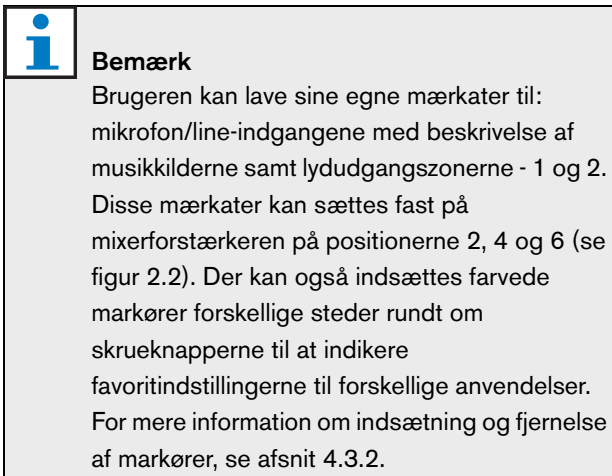 Bemærk
Brugeren kan lave sine egne mærkater til:
mikrofon/line-indgangene med beskrivelse af
musikkilderne samt lydudgangszonerne - 1 og 2.
Disse mærkater kan sættes fast på
mixerforstærkeren på positionerne 2, 4 og 6 (se
figur 2.2). Der kan også indsættes farvede
markører forskellige steder rundt om
skrueknapperne til at indikere
favoritindstillingerne til forskellige anvendelser.
For mere information om indsætning og fjernelse
af markører, se afsnit 4.3.2.